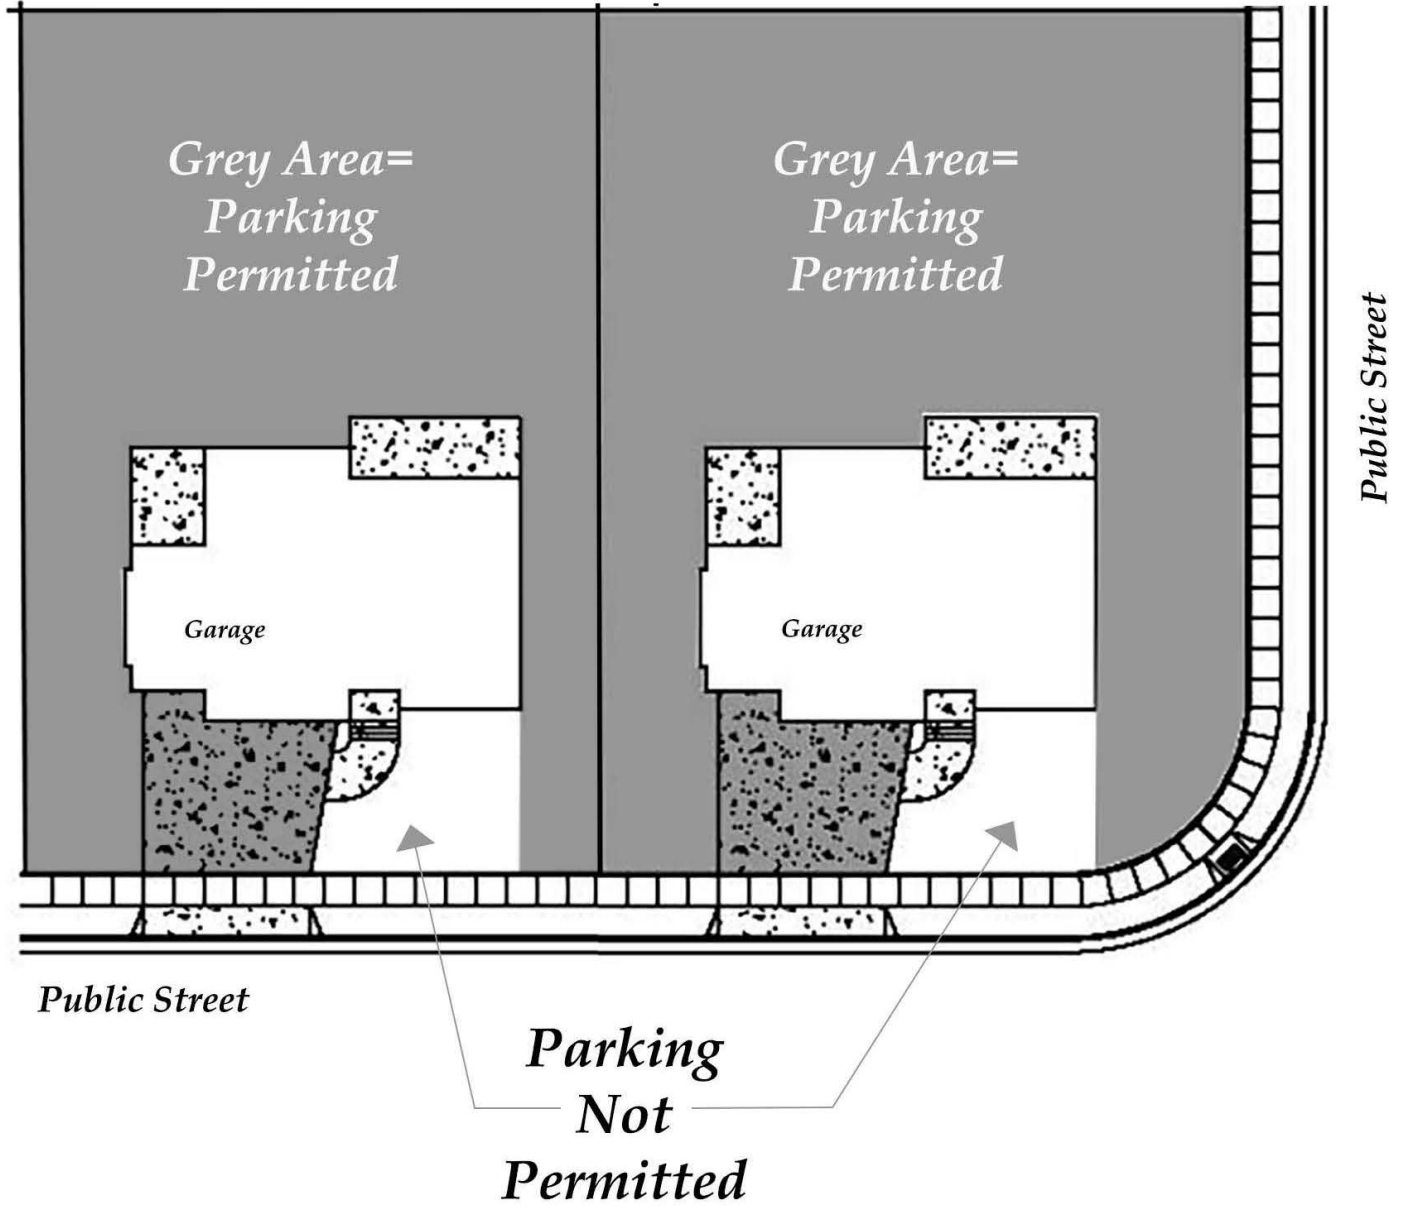 Grey Area=
Parking
Permitted
Grey Area=
Parking
Permitted
Public Street
Garage
Garage
Public Street
Parking
Not
Permitted